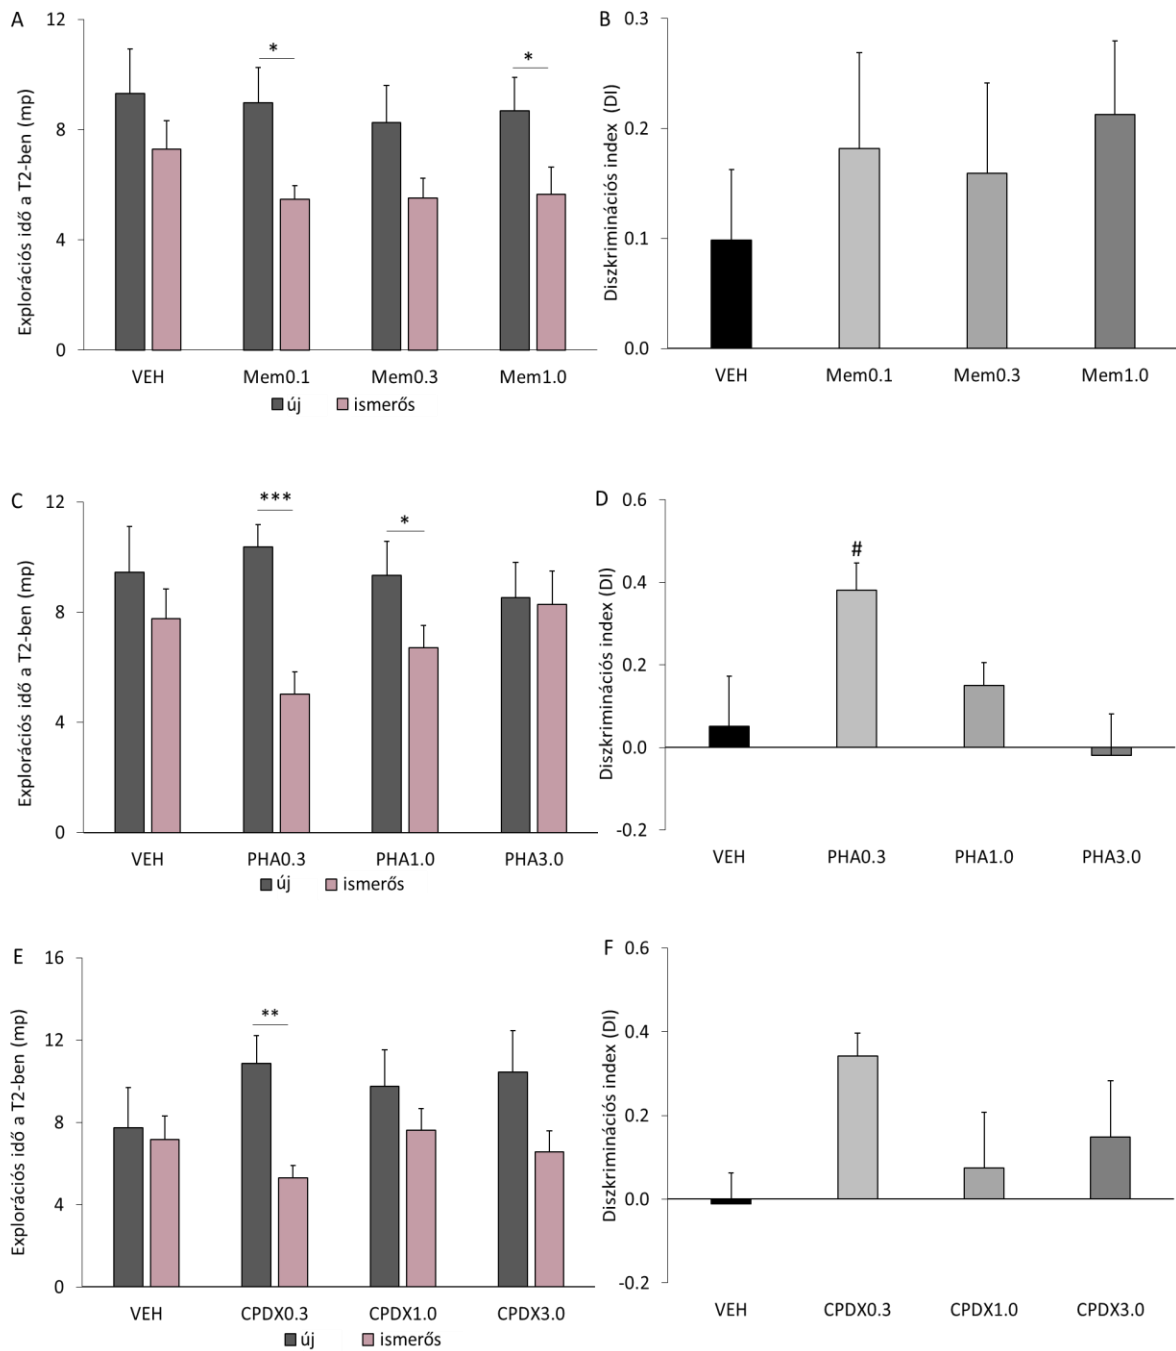 A
Explorációs idő a T2-ben (mp)
12
8
4
0
*
*
VEH
Mem0.1
Mem0.3
Mem1.0
új
ismerős
B
Diszkriminációs index (DI)
0.3
0.2
0.1
0.0
VEH
Mem0.1
Mem0.3
Mem1.0
C
Explorációs idő a T2-ben (mp)
12
8
4
0
***
*
VEH
PHA0.3
PHA1.0
PHA3.0
új
ismerős
D
Diszkriminációs index (DI)
0.6
0.4
0.2
0.0
-0.2
#
VEH
PHA0.3
PHA1.0
PHA3.0
E
Explorációs idő a T2-ben (mp)
16
12
8
4
0
**
VEH
CPDX0.3
CPDX1.0
CPDX3.0
új
ismerős
F
Diszkriminációs index (DI)
0.6
0.4
0.2
0.0
-0.2
VEH
CPDX0.3
CPDX1.0
CPDX3.0